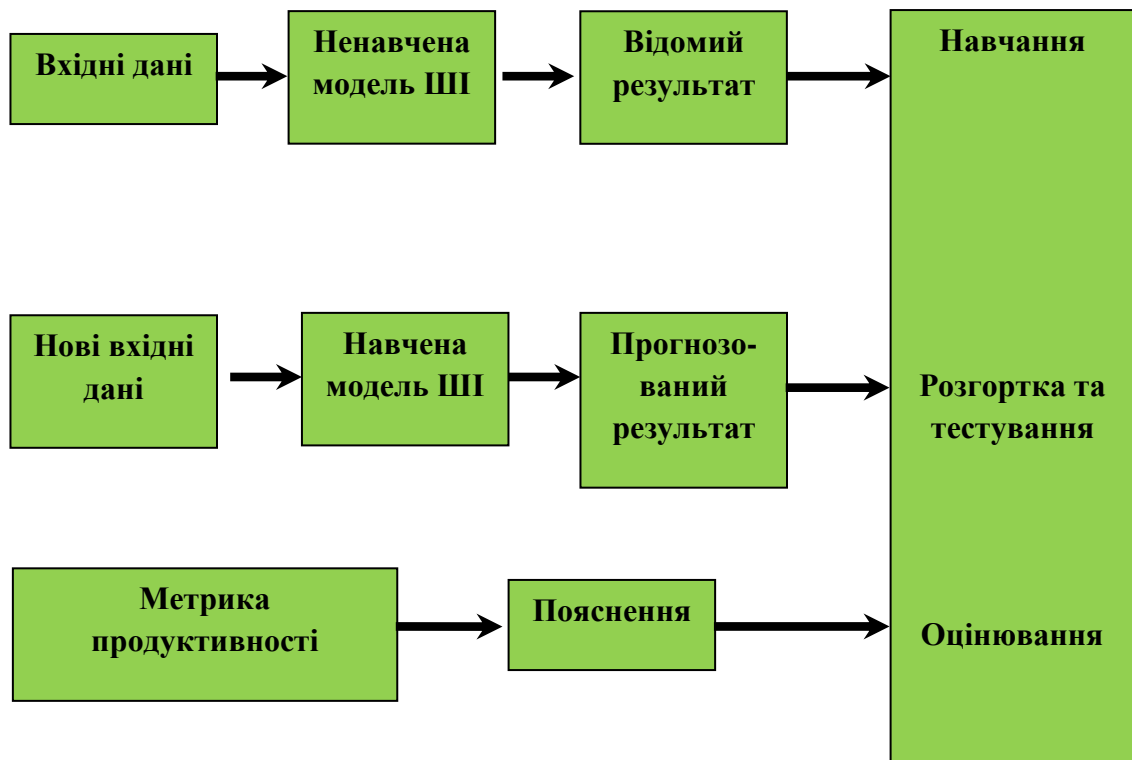 Вхідні дані
Ненавчена
модель ШІ
Відомий
результат
Навчання
Нові вхідні
дані
Навчена
модель ШІ
Прогнозо-
ваний
результат
Розгортка та
тестування
Метрика
продуктивності
Пояснення
Оцінювання